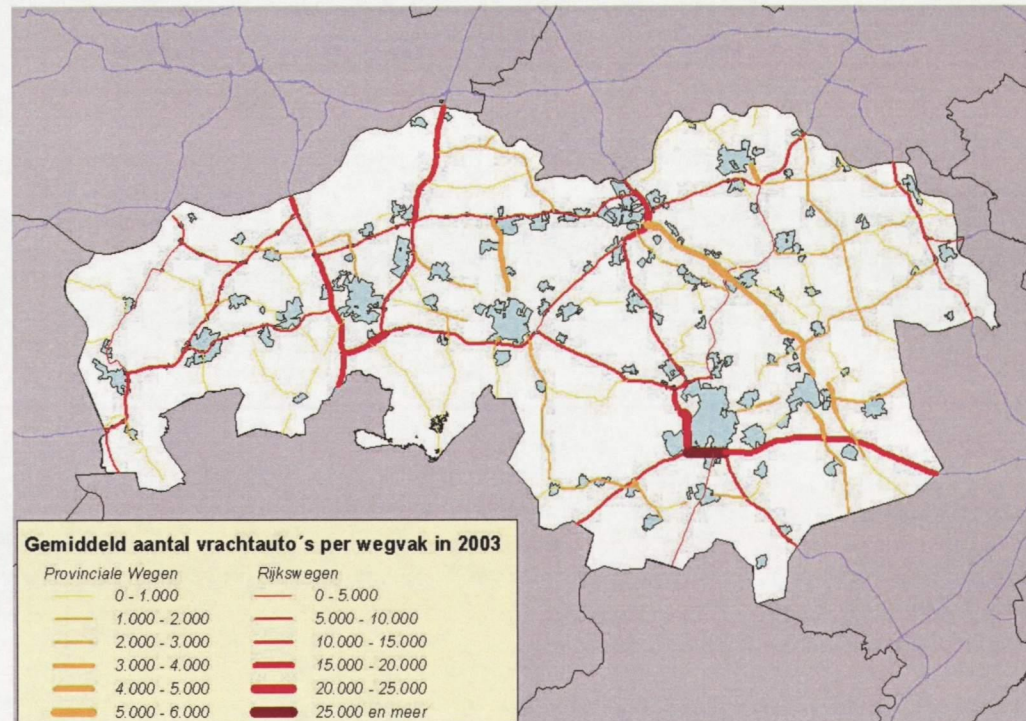 Gemiddeld aantal vrachtauto´s per wegvak in 2003
Provinciale Wegen
Rijkswegen
0 - 1.000
0 - 5.000
1.000 - 2.000
5.000 - 10.000
2.000 - 3.000
10.000 - 15.000
3.000 - 4.000
15.000 - 20.000
4.000 - 5.000
20.000 - 25.000
5.000 - 6.000
25.000 en meer